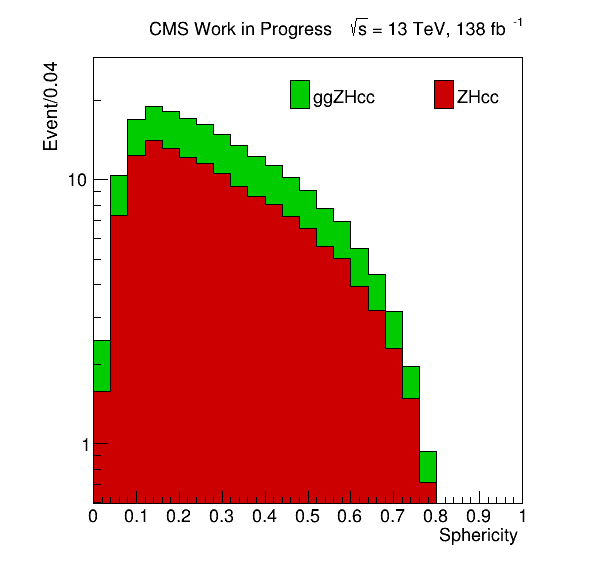 CMS Work in Progress √s = 13 TeV, 138 fb -1
Event/0.04
ggZHcc ZHcc
10
1
0 0.1 0.2 0.3 0.4 0.5 0.6 0.7 0.8 0.9 1
Sphericity